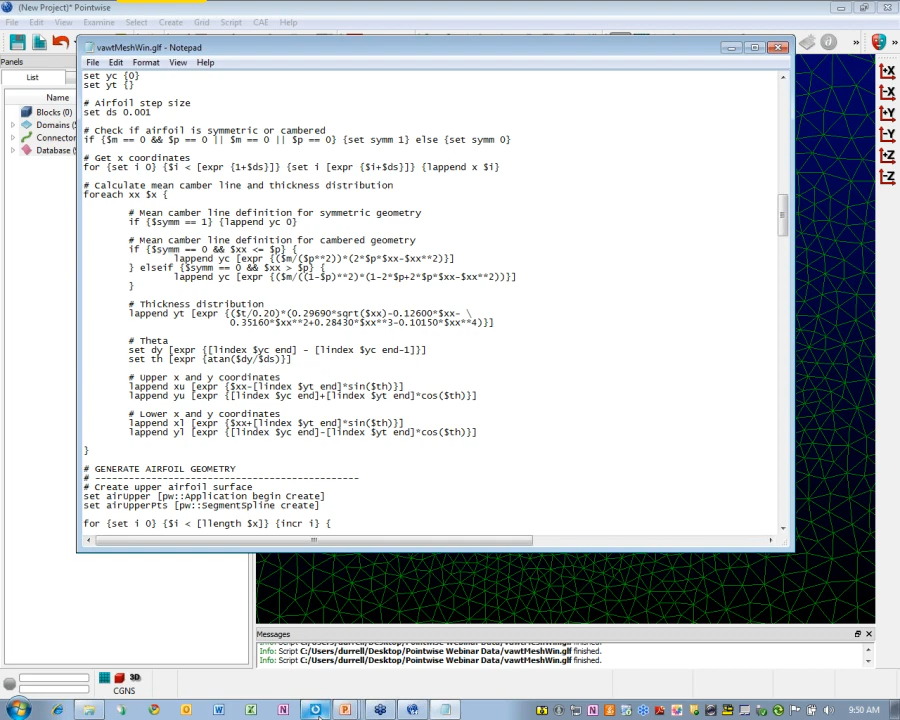 (New Project)* Pointwise
File Edit View Examine Select Create Grid Script CAE Help
Panels
List
Name
Blocks (0)
Domains (
Connector
Database (
vawtMeshWin.glf - Notepad
File Edit Format View Help
set yc {0}
set yt {}
# Airfoil step size
set ds 0.001
# Check if airfoil is symmetric or cambered
if {$m == 0 && $p == 0 || $m == 0 || $p == 0} {set symm 1} else {set symm 0}
# Get x coordinates
for {set i 0} {$i < [expr {1+$ds}]} {set i [expr {$i+$ds}]} {lappend x $i}
# Calculate mean camber line and thickness distribution
foreach xx $x {
# Mean camber line definition for symmetric geometry
if {$symm == 1} {lappend yc 0}
# Mean camber line definition for cambered geometry
if {$symm == 0 && $xx <= $p} {
lappend yc [expr {($m/($p**2))*(2*$p*$xx-$xx**2)}]
} elseif {$symm == 0 && $xx > $p} {
lappend yc [expr {($m/((1-$p)**2)*(1-2*$p+2*$p*$xx-$xx**2))}]
}
# Thickness distribution
lappend yt [expr {($t/0.20)*(0.29690*sqrt($xx)-0.12600*$xx- \
0.35160*$xx**2+0.28430*$xx**3-0.10150*$xx**4)}]
# Theta
set dy [expr {[lindex $yc end] - [lindex $yc end-1]}]
set th [expr {atan($dy/$ds)}]
# Upper x and y coordinates
lappend xu [expr {$xx-[lindex $yt end]*sin($th)}]
lappend yu [expr {[lindex $yc end]+[lindex $yt end]*cos($th)}]
# Lower x and y coordinates
lappend xl [expr {$xx+[lindex $yt end]*sin($th)}]
lappend yl [expr {[lindex $yc end]-[lindex $yt end]*cos($th)}]
}
# GENERATE AIRFOIL GEOMETRY
# ------------------------------------------------
# Create upper airfoil surface
set airUpper [pw::Application begin Create]
set airUpperPts [pw::SegmentSpline create]
for {set i 0} {$i < [llength $x]} {incr i} {
+X
-X
+Y
-Y
+Z
-Z
Messages
Info: Script C:/Users/durrell/Desktop/Pointwise Webinar Data/vawtMeshWin.glf finished.
Info: Script C:/Users/durrell/Desktop/Pointwise Webinar Data/vawtMeshWin.glf finished.
Info: Script C:/Users/durrell/Desktop/Pointwise Webinar Data/vawtMeshWin.glf finished.
3D
CGNS
9:50 AM